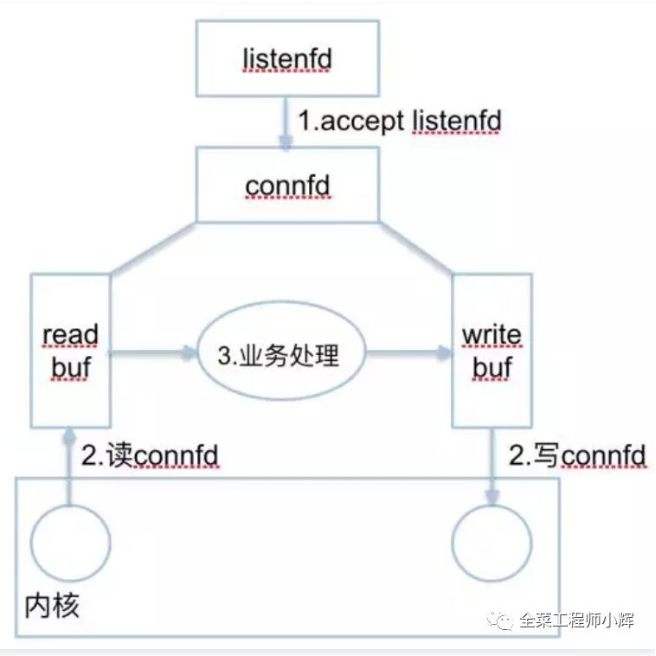 listenfd
1.accept listenfd
connfd
read
buf
3.业务处理
write
buf
2.读connfd
2.写connfd
内核
全菜工程师小辉